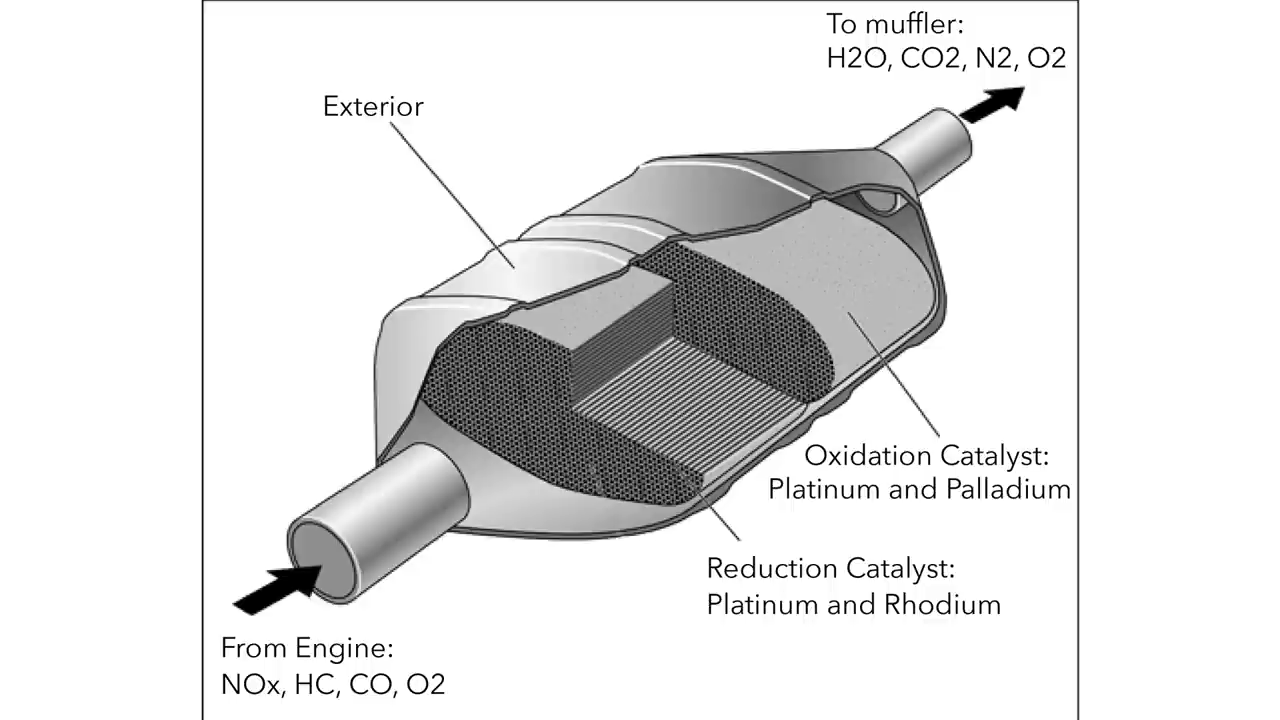 To muffler:
H2O, CO2, N2, O2
Exterior
Oxidation Catalyst:
Platinum and Palladium
Reduction Catalyst:
Platinum and Rhodium
From Engine:
NOx, HC, CO, O2